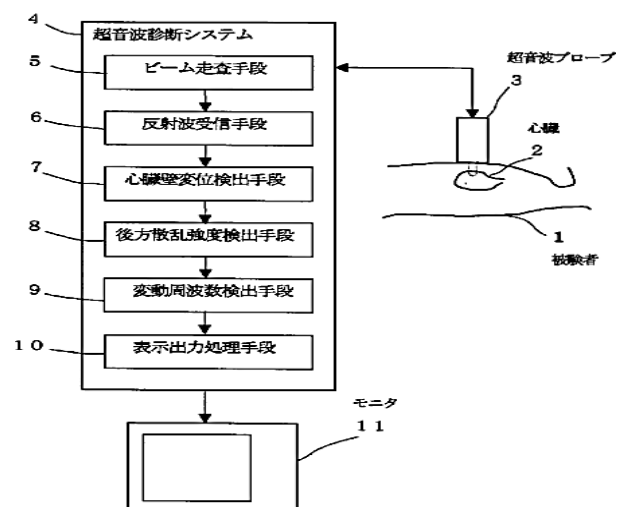 4
超音波診断システム
5
ビーム走査手段
6
反射波受信手段
7
心臓壁変位検出手段
8
後方散乱強度検出手段
9
変動周波数検出手段
10
表示出力処理手段
超音波プローブ
3
心臓
2
1
被験者
モニタ
11